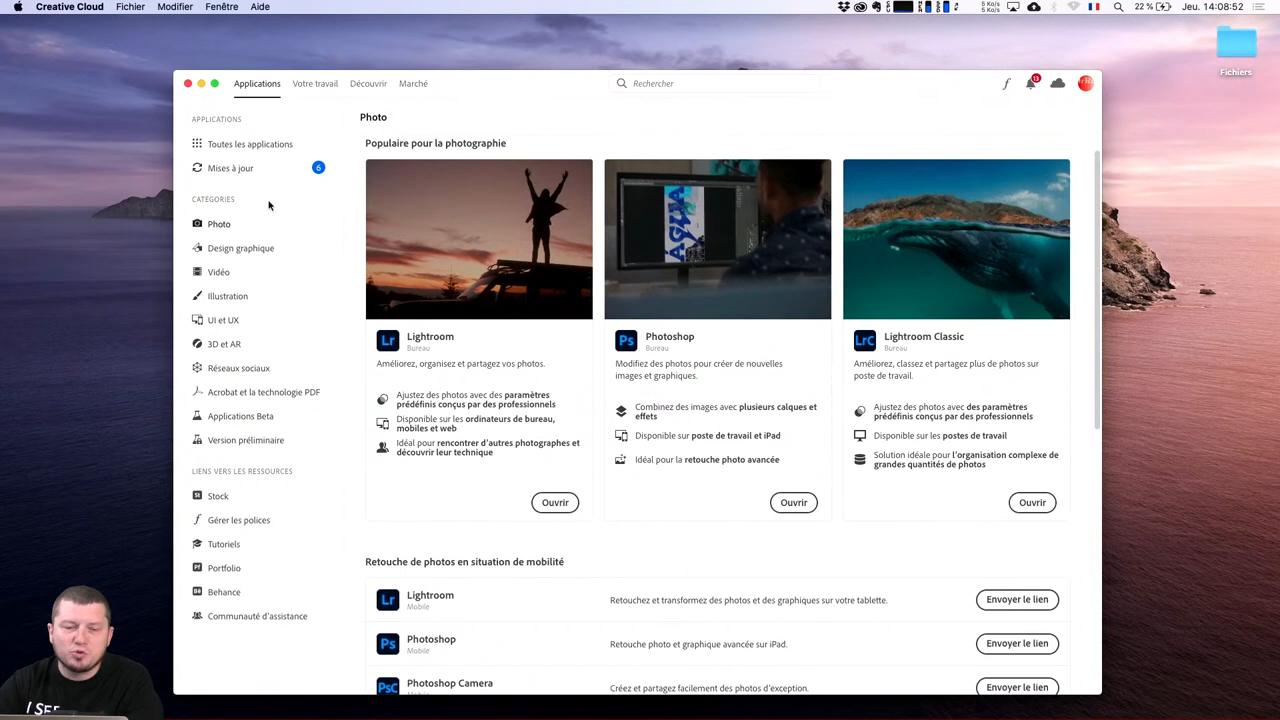 Creative Cloud Fichier Modifier Fenêtre Aide
5 Ko/s
5 Ko/s
22 % Jeu. 14:08:52
Fichiers
Applications Votre travail Découvrir Marché
Rechercher
13
APPLICATIONS
Toutes les applications
Mises à jour 6
CATÉGORIES
Photo
Design graphique
Vidéo
Illustration
UI et UX
3D et AR
Réseaux sociaux
Acrobat et la technologie PDF
Applications Beta
Version préliminaire
LIENS VERS LES RESSOURCES
St Stock
Gérer les polices
Tutoriels
Pf Portfolio
Bē Behance
Communauté d'assistance
Photo
Populaire pour la photographie
Lr Lightroom
Bureau
Améliorez, organisez et partagez vos photos.
Ajustez des photos avec des paramètres
prédéfinis conçus par des professionnels
Disponible sur les ordinateurs de bureau,
mobiles et web
Idéal pour rencontrer d'autres photographes et
découvrir leur technique
Ouvrir
AQUA
Ps Photoshop
Bureau
Modifiez des photos pour créer de nouvelles
images et graphiques.
Combinez des images avec plusieurs calques et
effets
Disponible sur poste de travail et iPad
Idéal pour la retouche photo avancée
Ouvrir
LrC Lightroom Classic
Bureau
Améliorez, classez et partagez plus de photos sur
poste de travail.
Ajustez des photos avec des paramètres
prédéfinis conçus par des professionnels
Disponible sur les postes de travail
Solution idéale pour l'organisation complexe de
grandes quantités de photos
Ouvrir
Retouche de photos en situation de mobilité
Lr Lightroom
Mobile
Retouchez et transformez des photos et des graphiques sur votre tablette.
Envoyer le lien
Ps Photoshop
Mobile
Retouche photo et graphique avancée sur iPad.
Envoyer le lien
PsC Photoshop Camera
Mobile
Créez et partagez facilement des photos d'exception.
Envoyer le lien